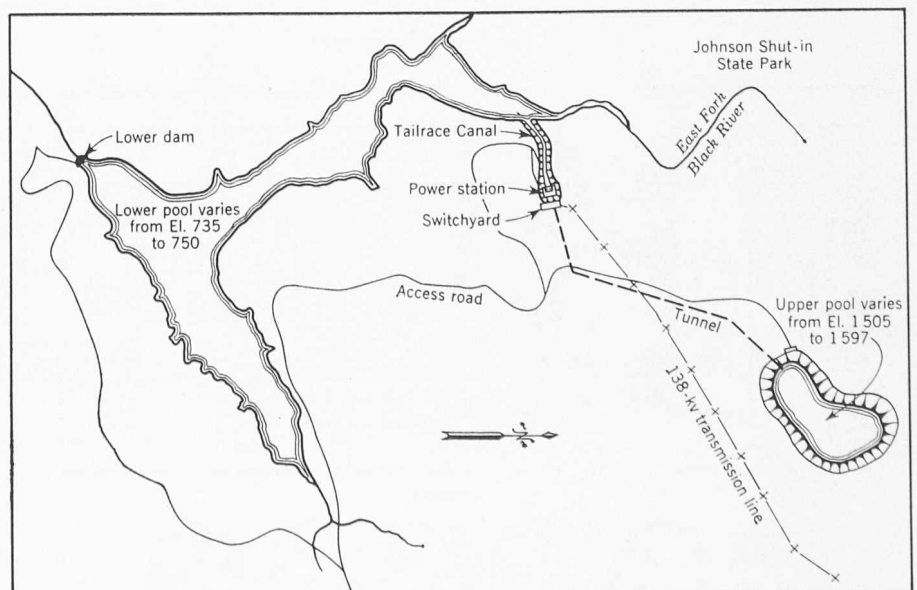 Johnson Shut-in
State Park
East Fork
Black River
Lower dam
Tailrace Canal
Power station
Switchyard
Lower pool varies
from El. 735
to 750
Access road
Tunnel
Upper pool varies
from El. 1505
to 1597
138-kv transmission line